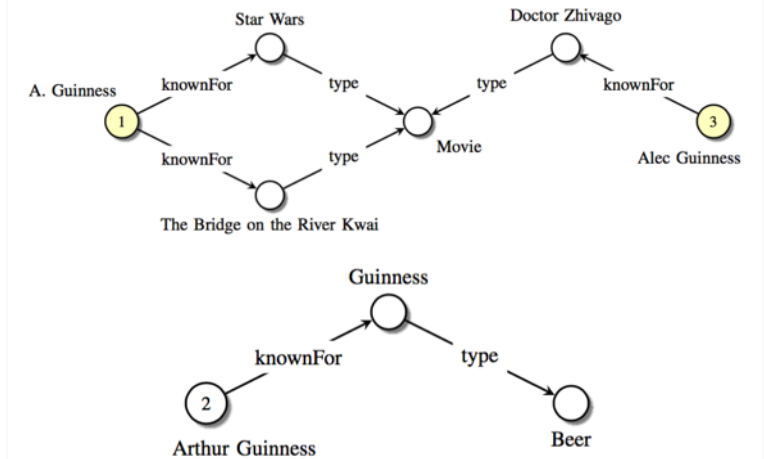 Star Wars
Doctor Zhivago
A. Guinness
knownFor
type
type
knownFor
1
3
Movie
Alec Guinness
knownFor
type
The Bridge on the River Kwai
Guinness
knownFor
type
2
Arthur Guinness
Beer